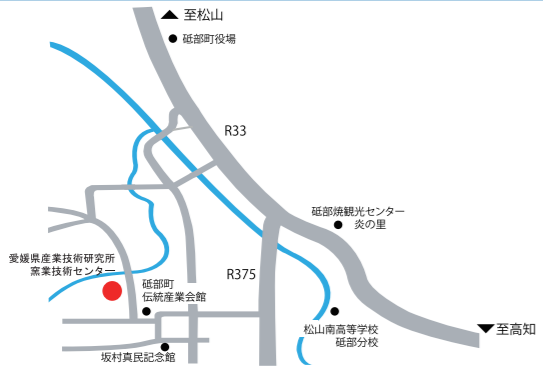 至松山
砥部町役場
R33
砥部焼観光センター
炎の里
愛媛県産業技術研究所
窯業技術センター
砥部町
伝統産業会館
R375
松山南高等学校
砥部分校
至高知
坂村真民記念館